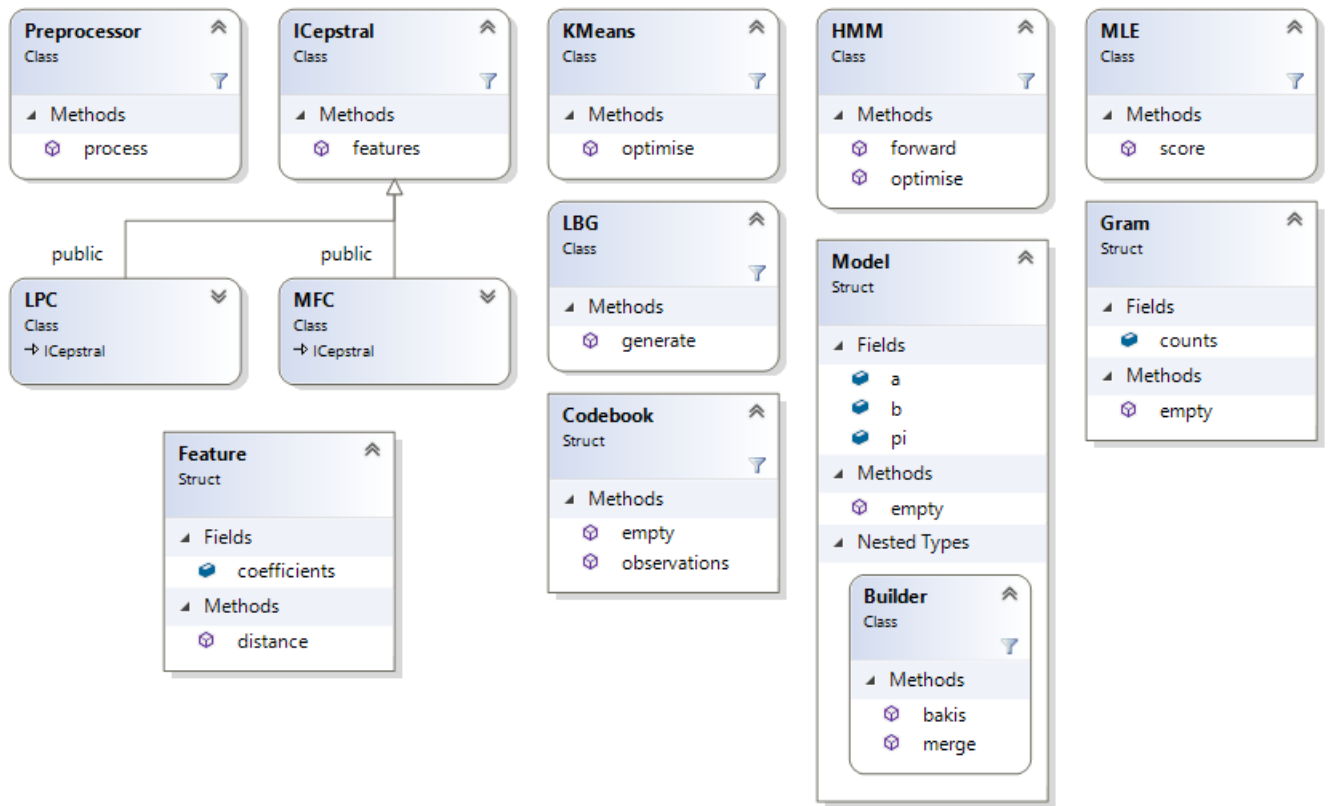 Preprocessor
Class
Methods
process
ICepstral
Class
Methods
features
public
public
LPC
Class
ICepstral
MFC
Class
ICepstral
Feature
Struct
Fields
coefficients
Methods
distance
KMeans
Class
Methods
optimise
LBG
Class
Methods
generate
Codebook
Struct
Methods
empty
observations
HMM
Class
Methods
forward
optimise
Model
Struct
Fields
a
b
pi
Methods
empty
Nested Types
Builder
Class
Methods
bakis
merge
MLE
Class
Methods
score
Gram
Struct
Fields
counts
Methods
empty